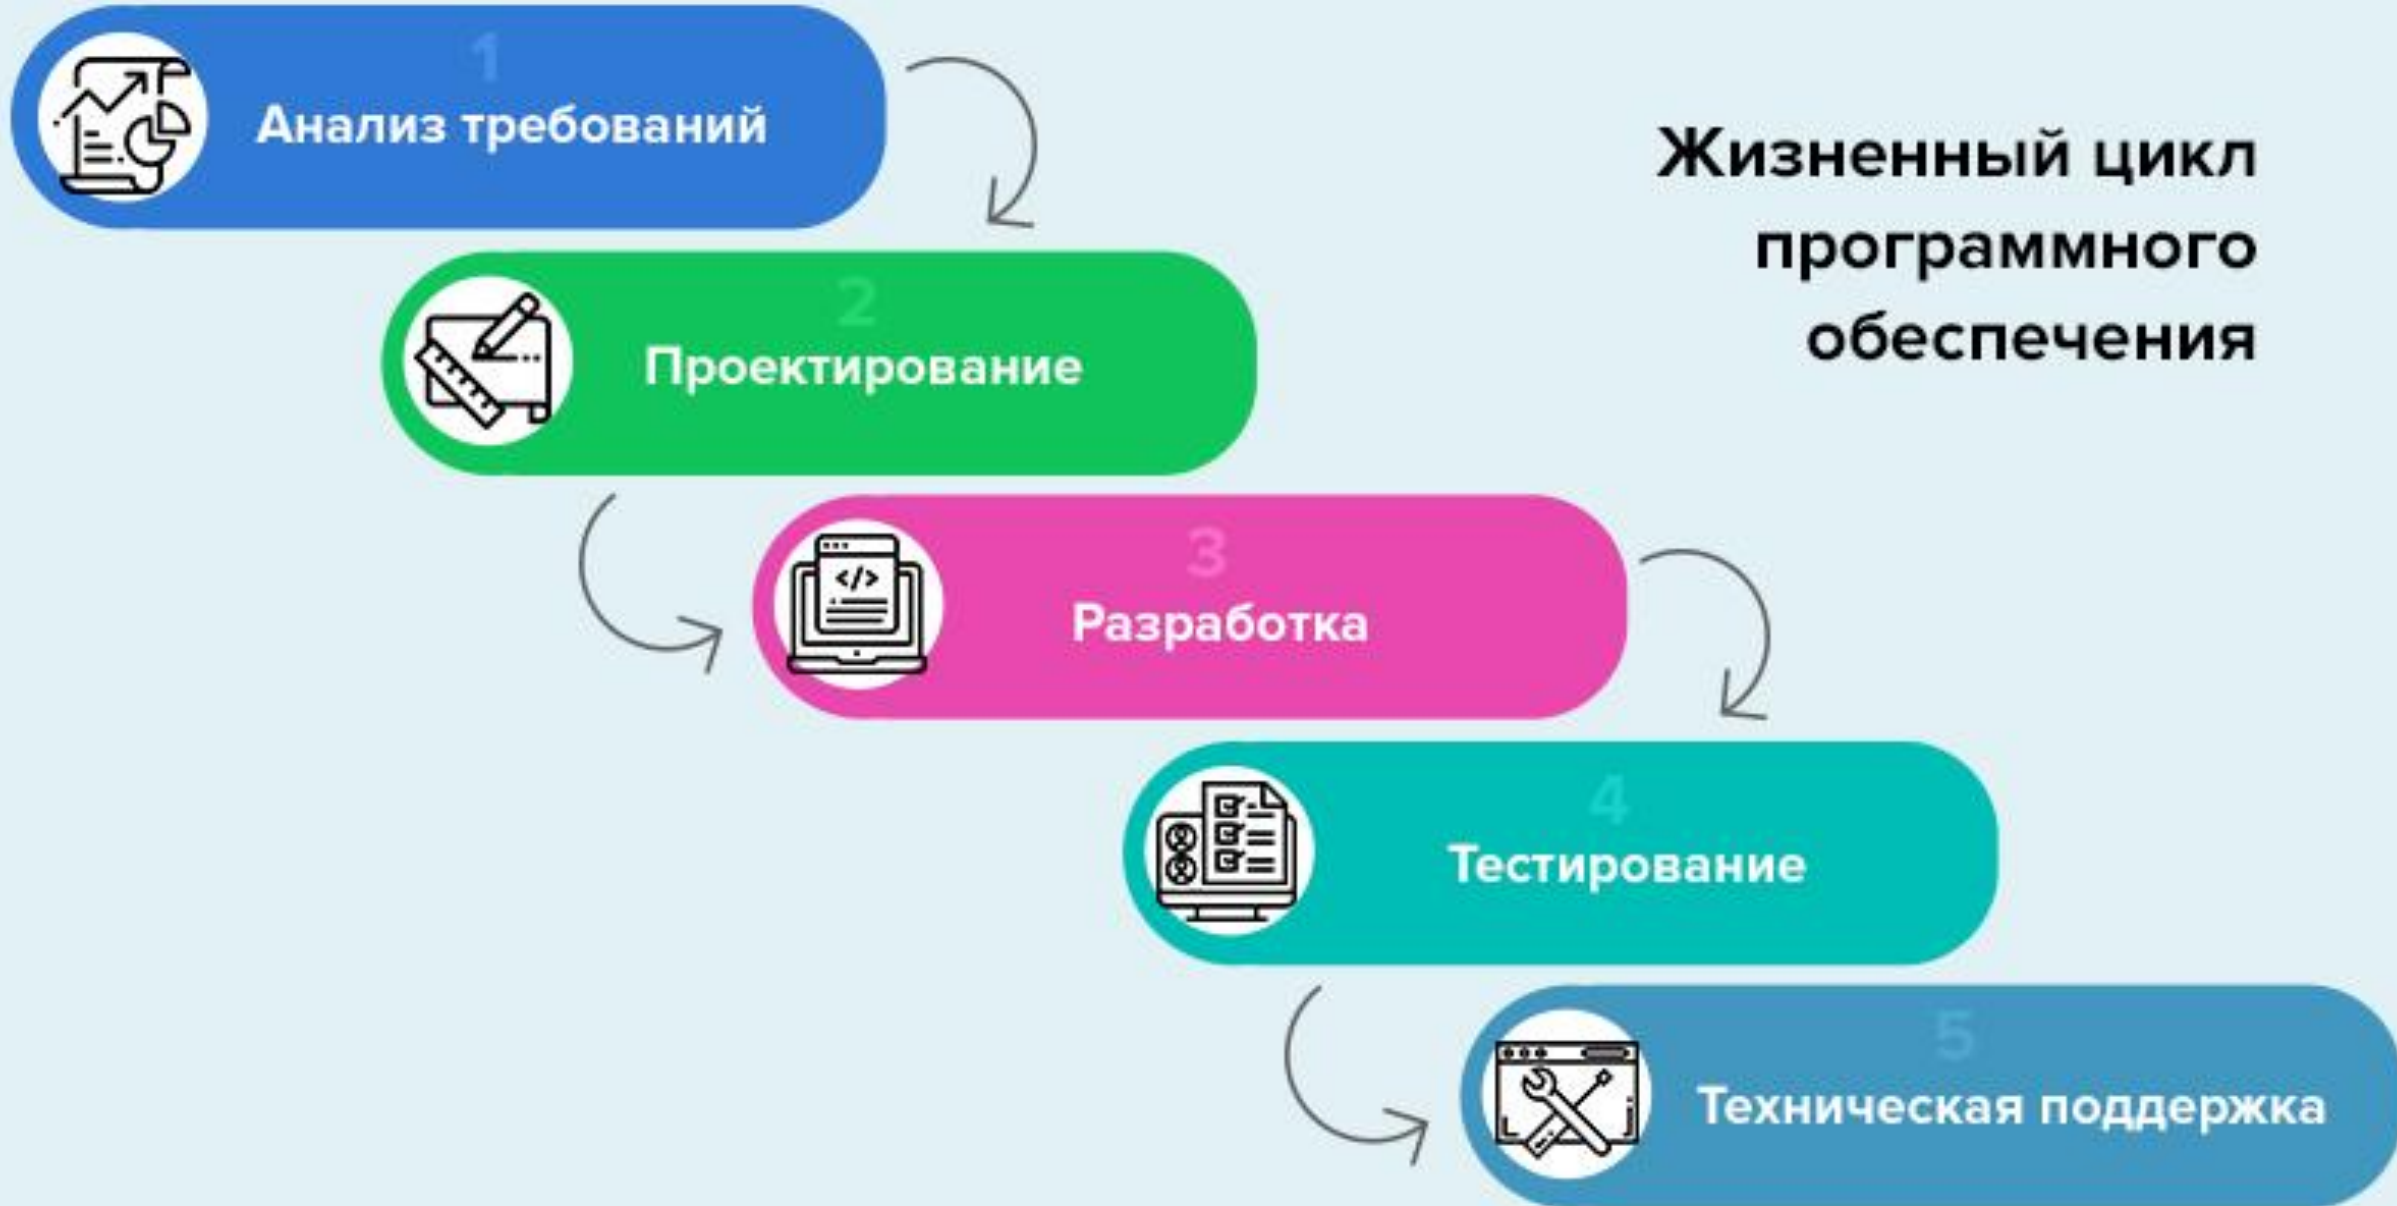 1
Анализ требований
Жизненный цикл
программного
обеспечения
2
Проектирование
3
</>
Разработка
4
Тестирование
5
Техническая поддержка